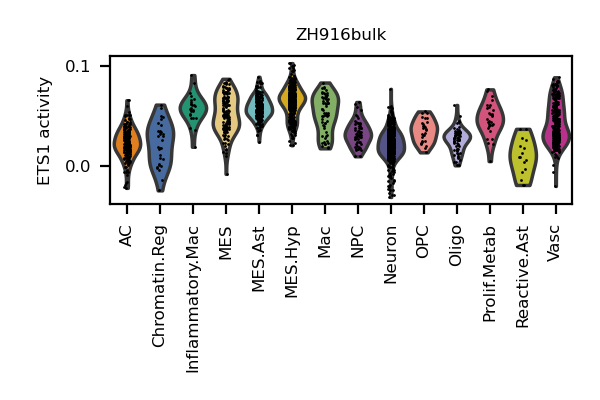 ZH916bulk
ETS1 activity
0.1
0.0
AC
Chromatin.Reg
Inflammatory.Mac
MES
MES.Ast
MES.Hyp
Mac
NPC
Neuron
OPC
Oligo
Prolif.Metab
Reactive.Ast
Vasc